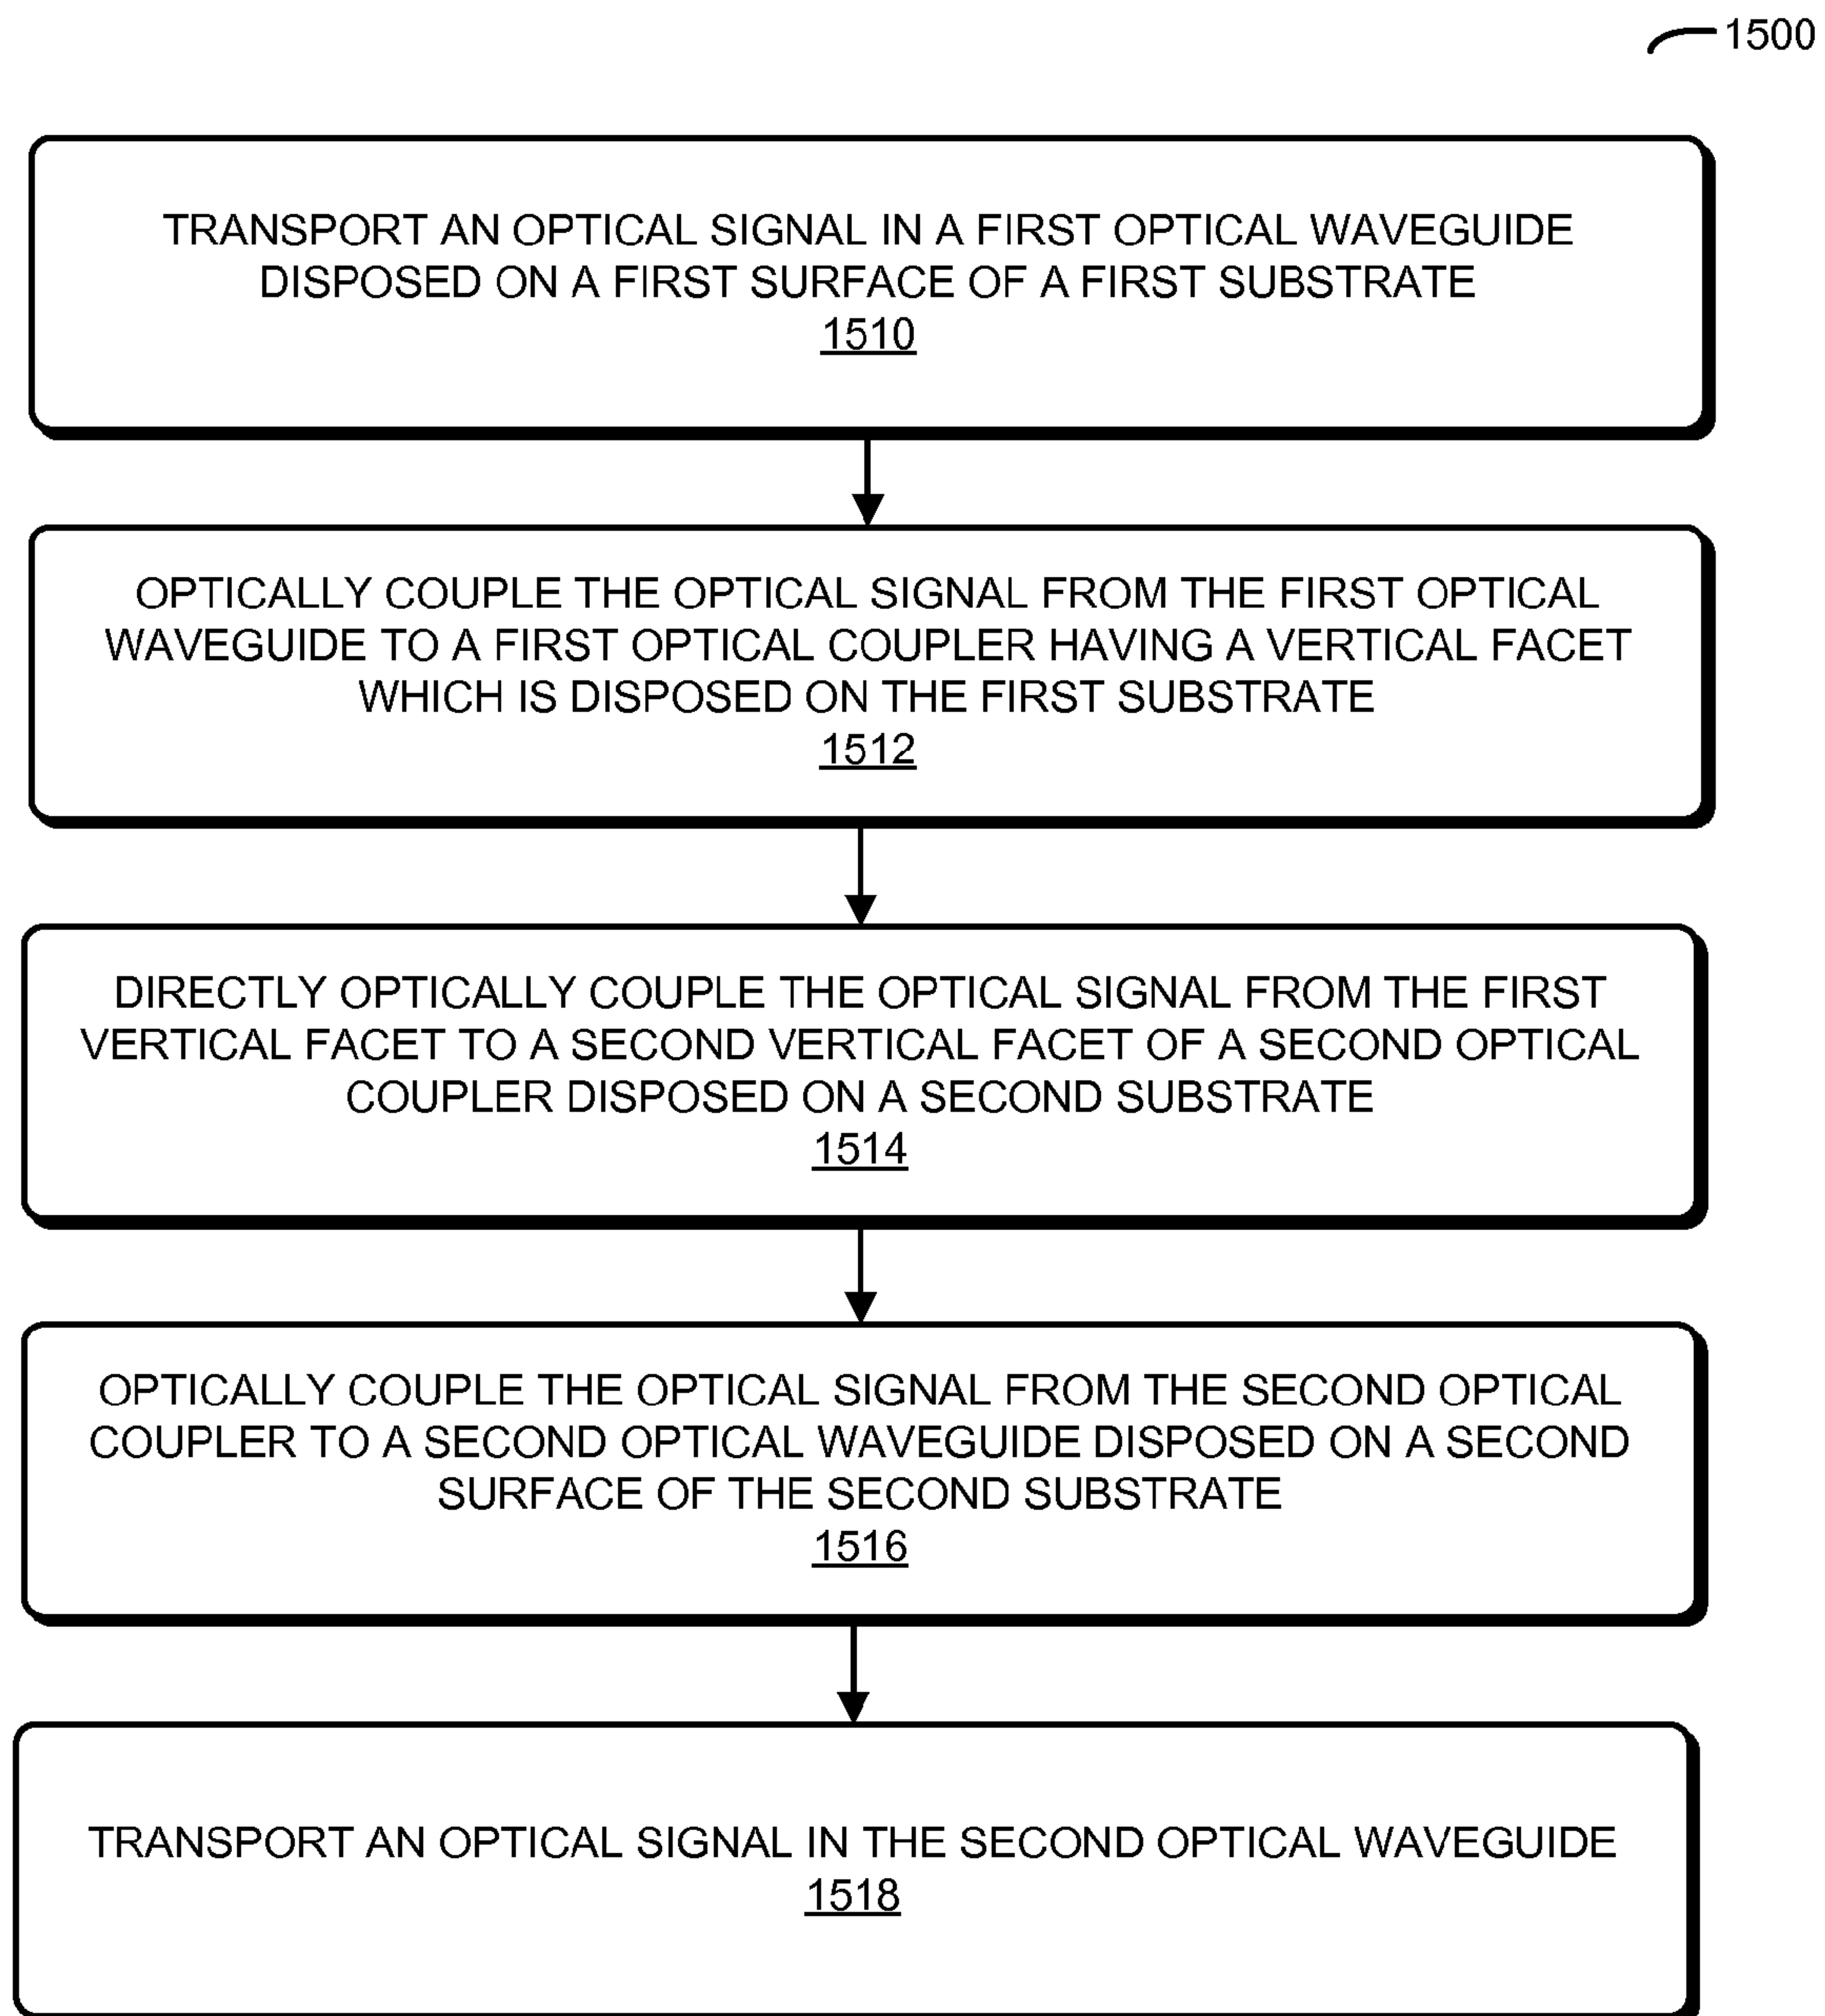 1500
TRANSPORT AN OPTICAL SIGNAL IN A FIRST OPTICAL WAVEGUIDE
DISPOSED ON A FIRST SURFACE OF A FIRST SUBSTRATE
1510
OPTICALLY COUPLE THE OPTICAL SIGNAL FROM THE FIRST OPTICAL
WAVEGUIDE TO A FIRST OPTICAL COUPLER HAVING A VERTICAL FACET
WHICH IS DISPOSED ON THE FIRST SUBSTRATE
1512
DIRECTLY OPTICALLY COUPLE THE OPTICAL SIGNAL FROM THE FIRST
VERTICAL FACET TO A SECOND VERTICAL FACET OF A SECOND OPTICAL
COUPLER DISPOSED ON A SECOND SUBSTRATE
1514
OPTICALLY COUPLE THE OPTICAL SIGNAL FROM THE SECOND OPTICAL
COUPLER TO A SECOND OPTICAL WAVEGUIDE DISPOSED ON A SECOND
SURFACE OF THE SECOND SUBSTRATE
1516
TRANSPORT AN OPTICAL SIGNAL IN THE SECOND OPTICAL WAVEGUIDE
1518